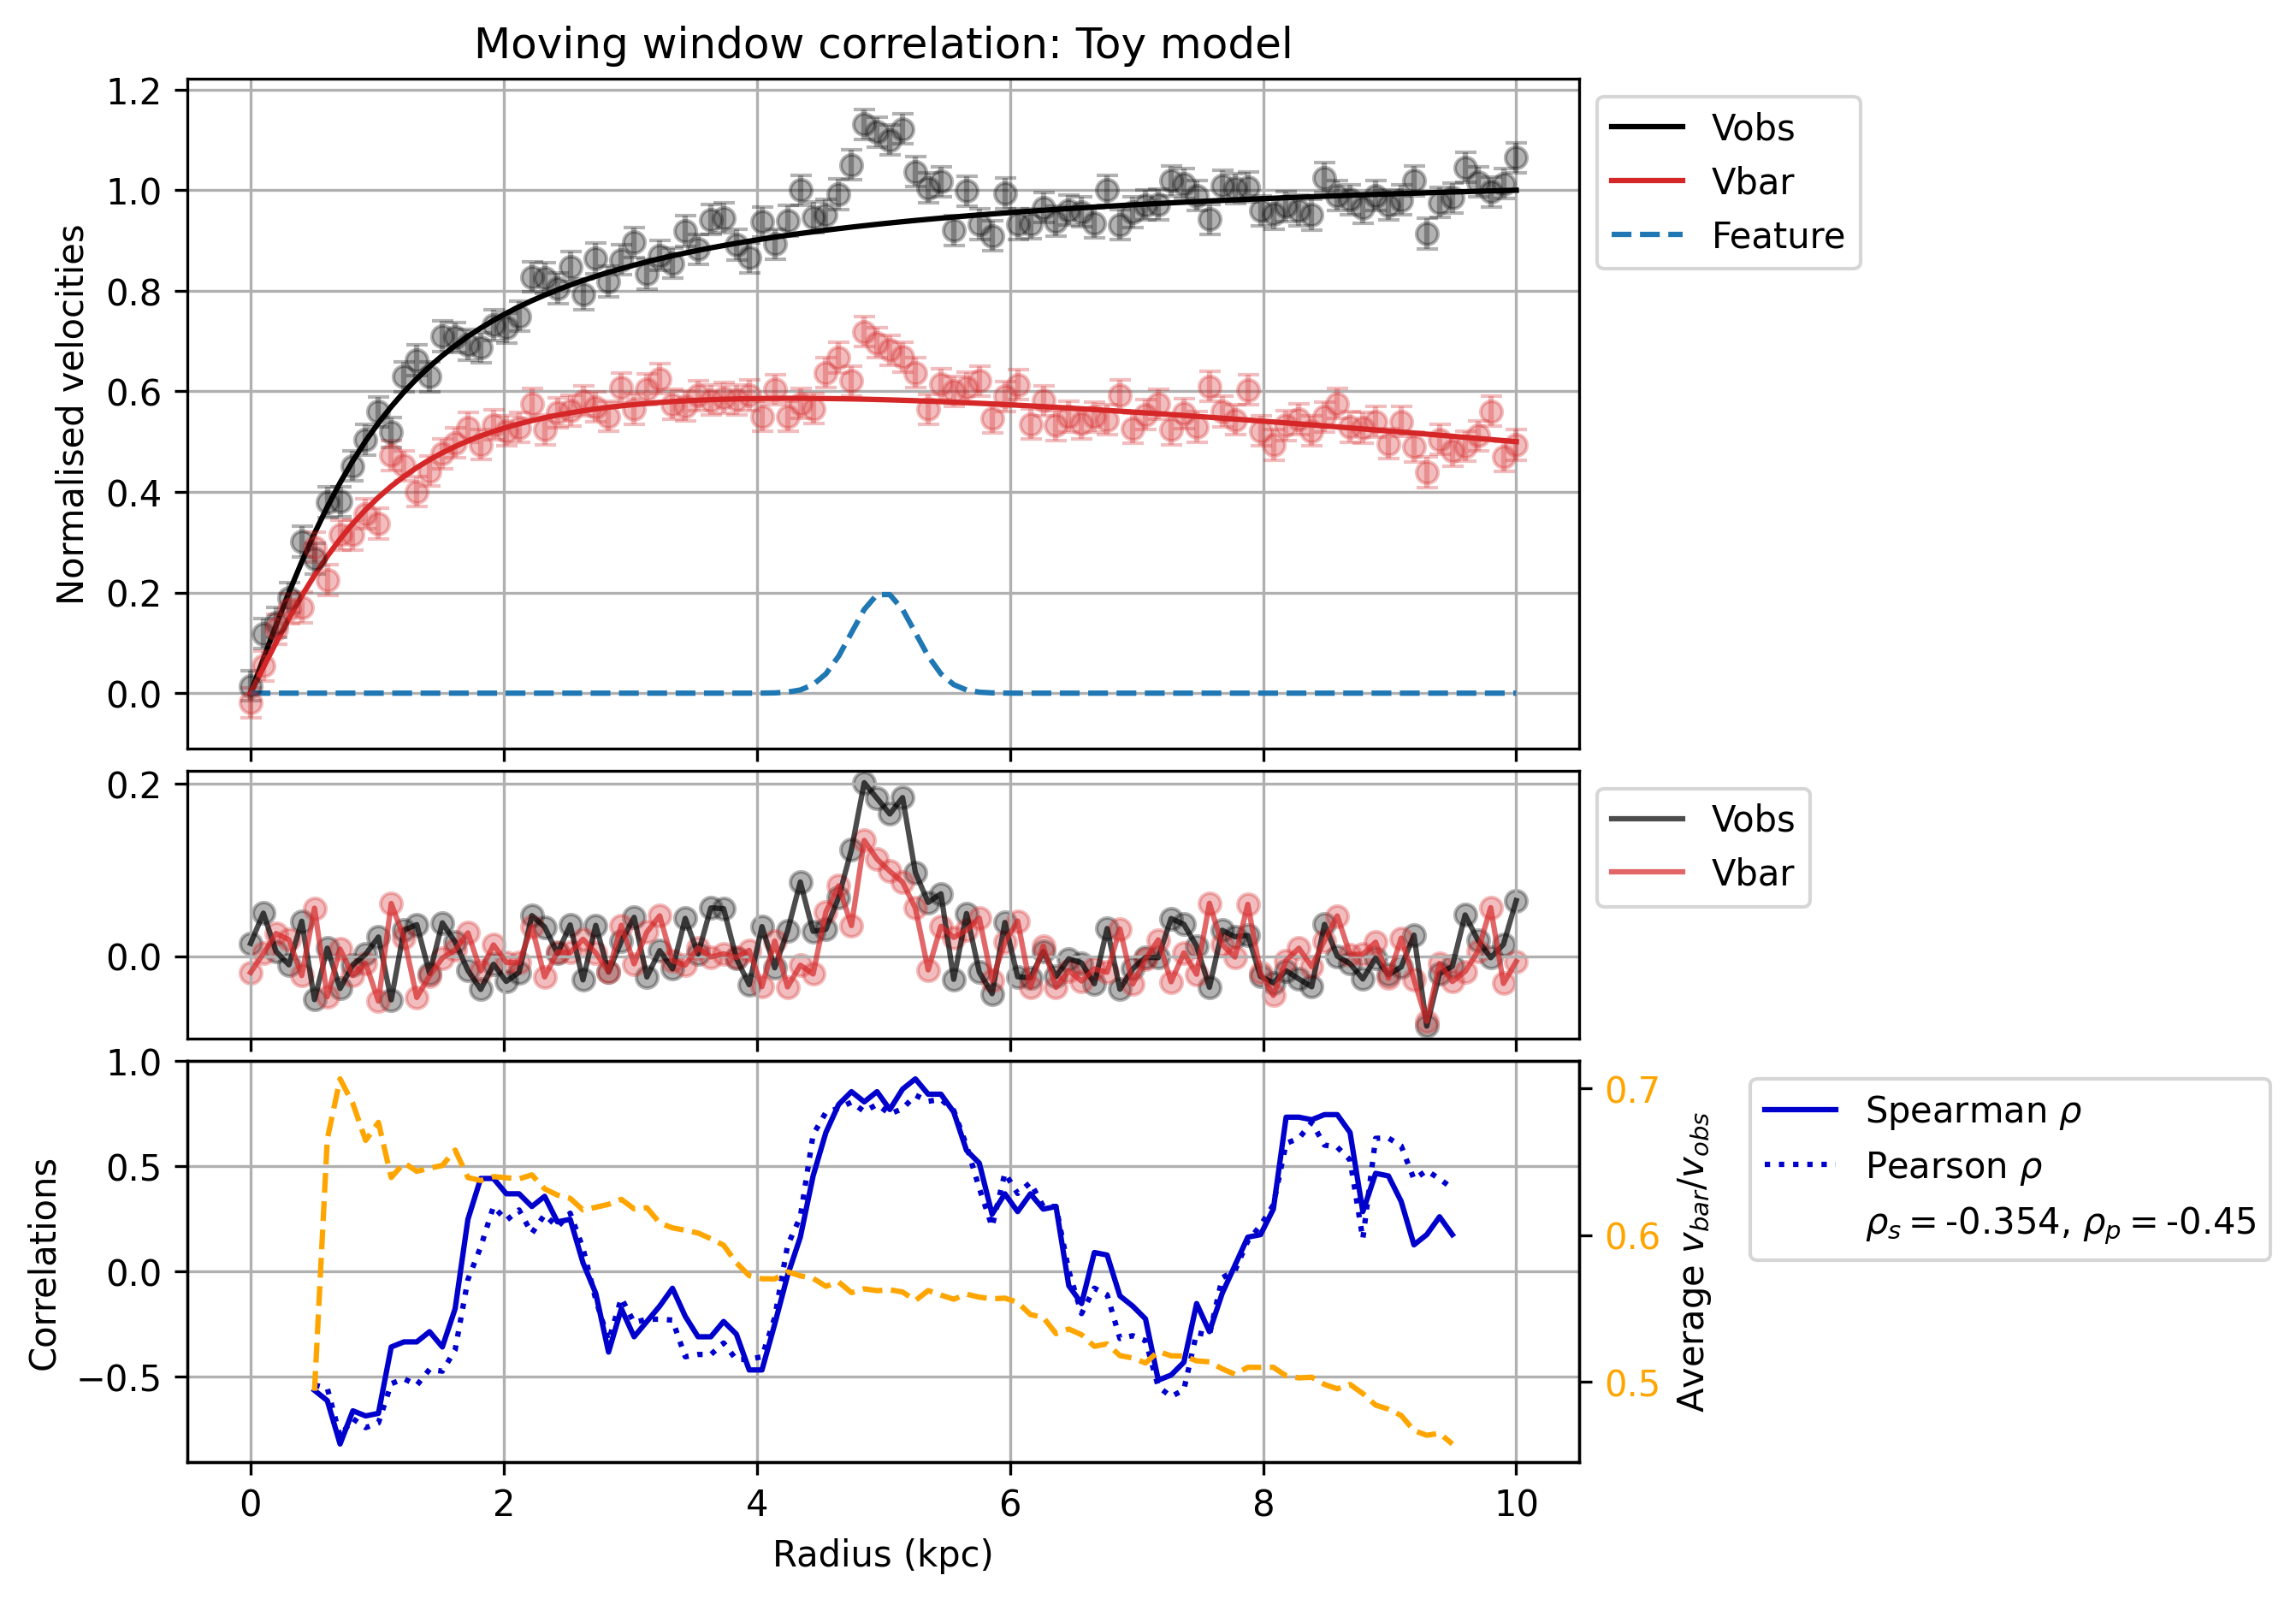 Moving window correlation: Toy model
1.2
1.0
0.8
0.6
0.4
0.2
0.0
Normalised velocities
Vobs
Vbar
Feature
0.2
0.0
Vobs
Vbar
1.0
0.5
0.0
−0.5
Correlations
0.7
0.6
0.5
Average v_bar/v_obs
Spearman ρ
Pearson ρ
ρ_s = -0.354, ρ_p = -0.45
0 2 4 6 8 10
Radius (kpc)